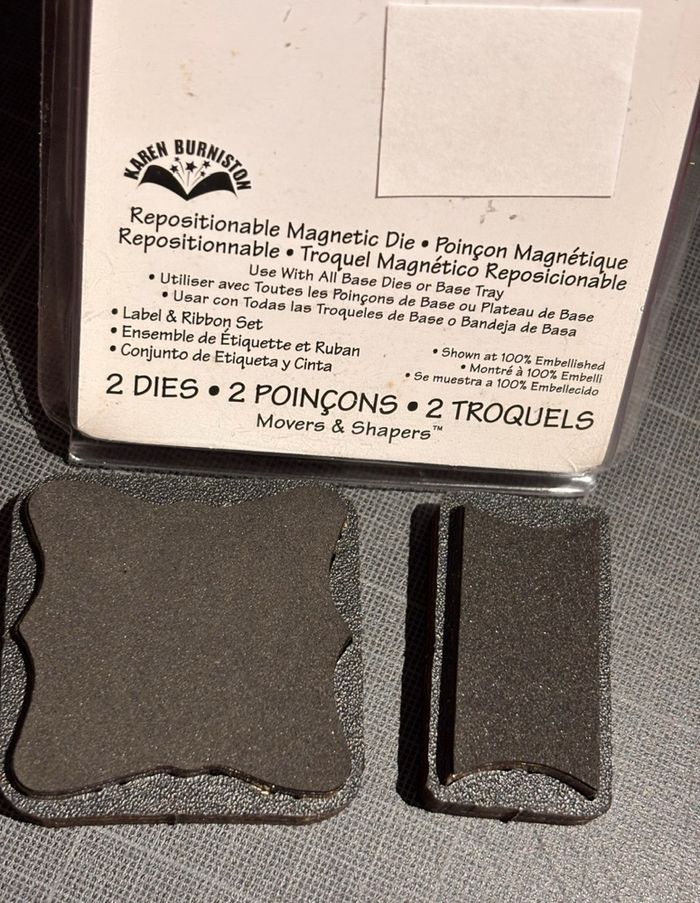 KAREN BURNISTON
Repositionable Magnetic Die • Poinçon Magnétique
Repositionnable • Troquel Magnético Reposicionable
Use With All Base Dies or Base Tray
• Utiliser avec Toutes les Poinçons de Base ou Plateau de Base
• Usar con Todas las Troqueles de Base o Bandeja de Basa
• Label & Ribbon Set
• Ensemble de Étiquette et Ruban
• Conjunto de Etiqueta y Cinta
• Shown at 100% Embellished
• Montré à 100% Embelli
• Se muestra a 100% Embellecido
2 DIES • 2 POINÇONS • 2 TROQUELS
Movers & Shapers™